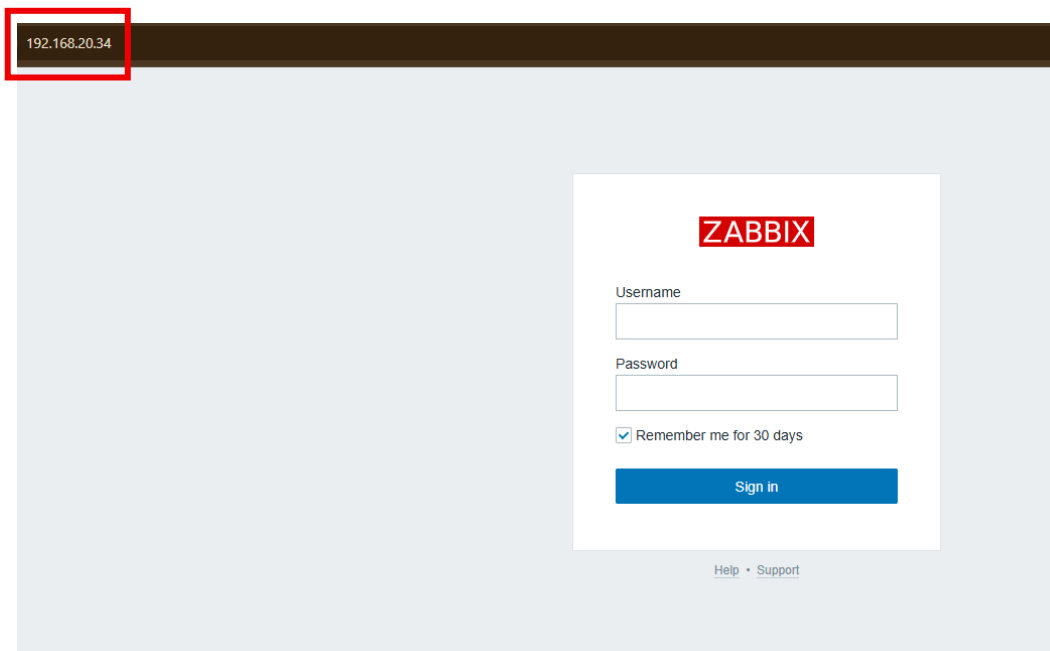 192.168.20.34
ZABBIX
Username
Password
Remember me for 30 days
Sign in
Help • Support